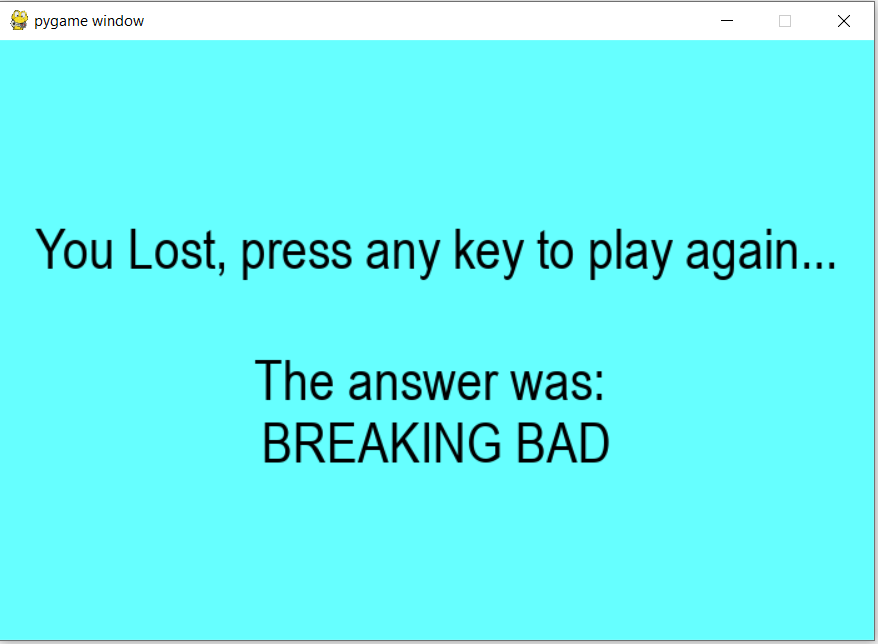 pygame window
You Lost, press any key to play again...
The answer was:
BREAKING BAD